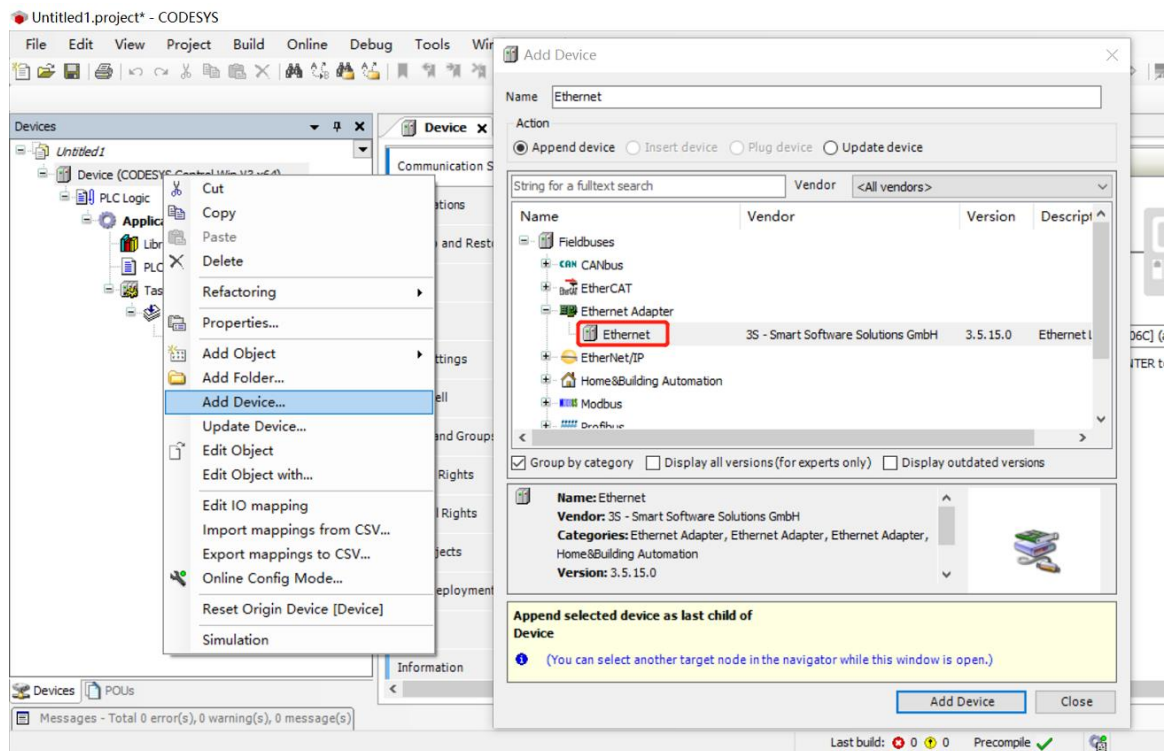 Untitled1.project* - CODESYS
File Edit View Project Build Online Debug Tools
Devices
Untitled1
Device (CODESYS Control Win V3 x64)
PLC Logic
Device
Communication
Cut
Copy
Paste
Delete
Refactoring
Properties...
Add Object
Add Folder...
Add Device...
Update Device...
Edit Object
Edit Object with...
Edit IO mapping
Import mappings from CSV...
Export mappings to CSV...
Online Config Mode...
Reset Origin Device [Device]
Simulation
and
Rights
Rights
Information
Devices POUs
Messages - Total 0 error(s), 0 warning(s), 0 message(s)
Add Device
Name Ethernet
Action
Append device Insert device Plug device Update device
String for a fulltext search Vendor <All vendors>
Name Vendor Version
Fieldbuses
CAN CANbus
EtherCAT
Ethernet Adapter
Ethernet 3S - Smart Software Solutions GmbH 3.5.15.0 Ethernet
EtherNet/IP
Home&Building Automation
Modbus
Profibus
Group by category Display all versions (for experts only) Display outdated versions
Name: Ethernet
Vendor: 3S - Smart Software Solutions GmbH
Categories: Ethernet Adapter, Ethernet Adapter, Ethernet Adapter,
Home&Building Automation
Version: 3.5.15.0
Append selected device as last child of
Device
(You can select another target node in the navigator while this window is open.)
Add Device Close
Last build: 0 0 Precompile